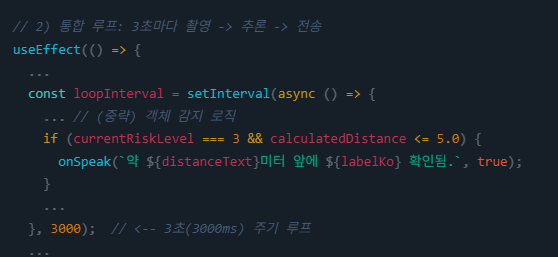 // 2) 통합 루프: 3초마다 촬영 -> 추론 -> 전송
useEffect(() => {
...
const loopInterval = setInterval(async () => {
... // (중략) 객체 감지 로직
if (currentRiskLevel === 3 && calculatedDistance <= 5.0) {
onSpeak(`약 ${distanceText}미터 앞에 ${labelKo} 확인됨.`, true);
}
...
}, 3000);  // <-- 3초(3000ms) 주기 루프
...